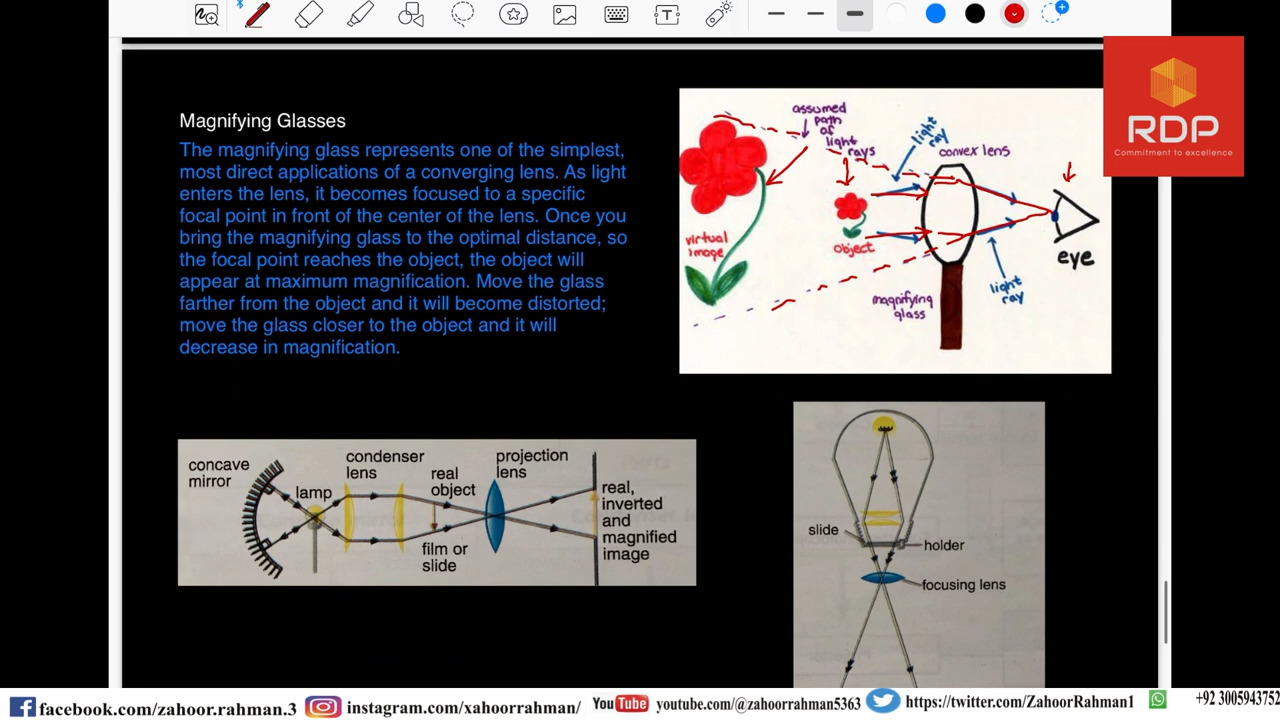 RDP
Commitment to excellence
Magnifying Glasses
The magnifying glass represents one of the simplest,
most direct applications of a converging lens. As light
enters the lens, it becomes focused to a specific
focal point in front of the center of the lens. Once you
bring the magnifying glass to the optimal distance, so
the focal point reaches the object, the object will
appear at maximum magnification. Move the glass
farther from the object and it will become distorted;
move the glass closer to the object and it will
decrease in magnification.
assumed
path
of
light
rays
light
ray
convex lens
virtual
image
object
eye
light
ray
magnifying
glass
concave
mirror
lamp
condenser
lens
real
object
film or
slide
projection
lens
real,
inverted
and
magnified
image
slide
holder
focusing lens
facebook.com/zahoor.rahman.3
instagram.com/xahoorrahman/
YouTube
youtube.com/@zahoorrahman5363
https://twitter.com/ZahoorRahman1
+92 3005943752